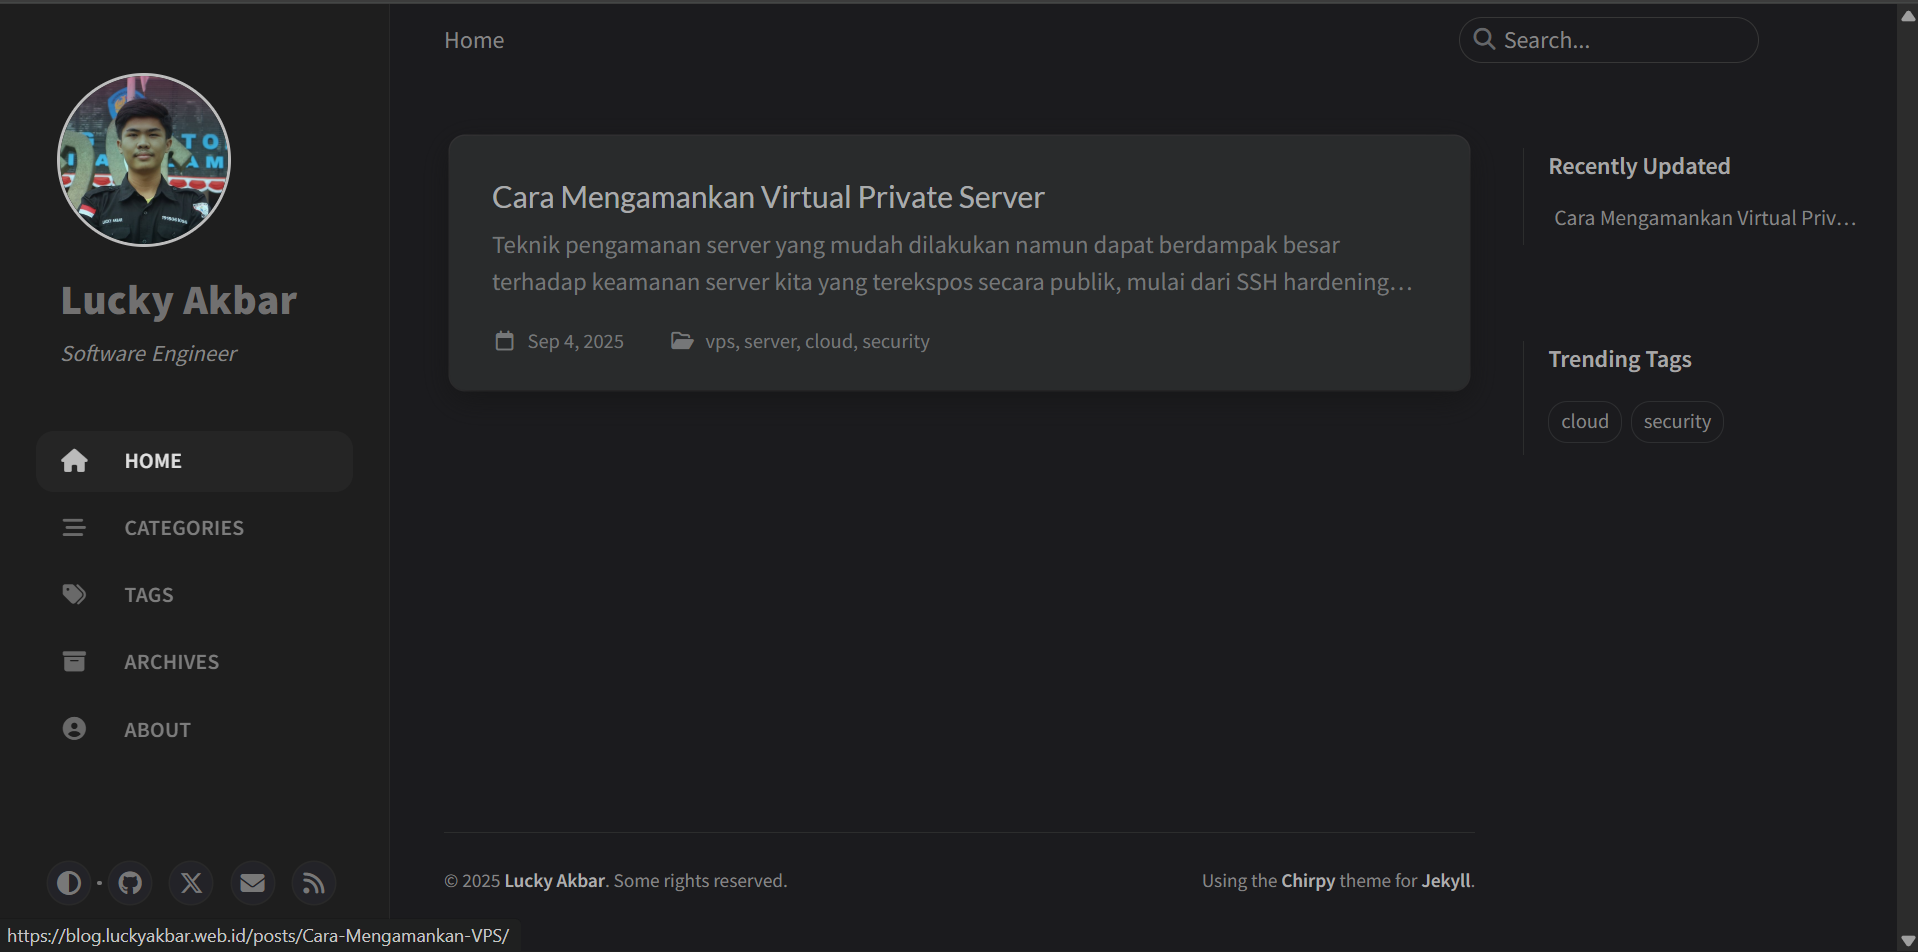 Lucky Akbar
Software Engineer
HOME
CATEGORIES
TAGS
ARCHIVES
ABOUT
Home
Search...
Cara Mengamankan Virtual Private Server
Teknik pengamanan server yang mudah dilakukan namun dapat berdampak besar
terhadap keamanan server kita yang terekspos secara publik, mulai dari SSH hardening...
Sep 4, 2025
vps, server, cloud, security
Recently Updated
Cara Mengamankan Virtual Priv...
Trending Tags
cloud
security
© 2025 Lucky Akbar. Some rights reserved.
Using the Chirpy theme for Jekyll.
https://blog.luckyakbar.web.id/posts/Cara-Mengamankan-VPS/